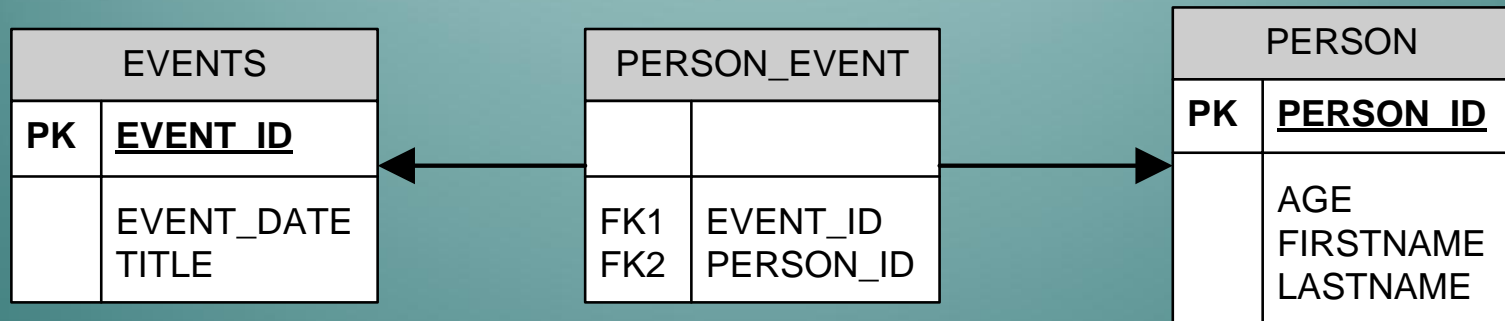 EVENTS
PK EVENT_ID
EVENT_DATE
TITLE
PERSON_EVENT
FK1 EVENT_ID
FK2 PERSON_ID
PERSON
PK PERSON_ID
AGE
FIRSTNAME
LASTNAME